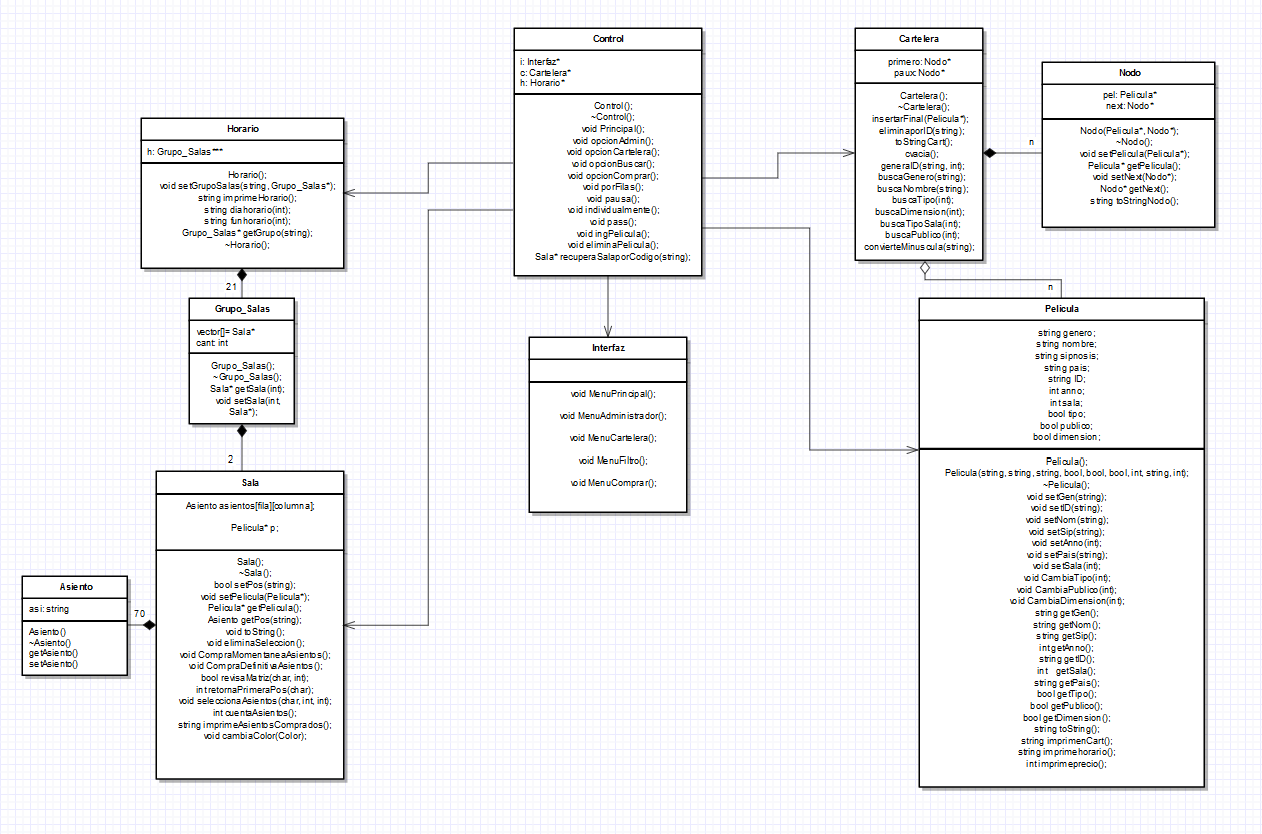 Control
i: Interfaz*
c: Cartelera*
h: Horario*
Control();
~Control();
void Principal();
void opcionAdmin();
void opcionCartelera();
void opcionBuscar();
void opcionComprar();
void porFilas();
void pausa();
void individualmente();
void pass();
void ingPelicula();
void eliminaPelicula();
Sala* recuperaSalaporCodigo(string);
Cartelera
primero: Nodo*
paux: Nodo*
Cartelera();
~Cartelera();
insertarFinal(Pelicula*);
eliminaporID(string);
toStringCart();
cvacia();
generaID(string, int);
buscaGenero(string);
buscaNombre(string);
buscaTipo(int);
buscaDimension(int);
buscaTipoSala(int);
buscaPublico(int);
convierteMinuscula(string);
n
Nodo
pel: Pelicula*
next: Nodo*
Nodo(Pelicula*, Nodo*);
~Nodo();
void setPelicula(Pelicula*);
Pelicula* getPelicula();
void setNext(Nodo*);
Nodo* getNext();
string toStringNodo();
Horario
h: Grupo_Salas***
Horario();
void setGrupoSalas(string, Grupo_Salas*);
string imprimeHorario();
string diahorario(int);
string funhorario(int);
Grupo_Salas* getGrupo(string);
~Horario();
21
Grupo_Salas
vector[]= Sala*
cant: int
Grupo_Salas();
~Grupo_Salas();
Sala* getSala(int);
void setSala(int,
Sala*);
2
Interfaz
void MenuPrincipal();
void MenuAdministrador();
void MenuCartelera();
void MenuFiltro();
void MenuComprar();
n
Pelicula
string genero;
string nombre;
string sipnosis;
string pais;
string ID;
int anno;
int sala;
bool tipo;
bool publico;
bool dimension;
Pelicula();
Pelicula(string, string, string, bool, bool, bool, int, string, int);
~Pelicula();
void setGen(string);
void setID(string);
void setNom(string);
void setSip(string);
void setAnno(int);
void setPais(string);
void setSala(int);
void CambiaTipo(int);
void CambiaPublico(int);
void CambiaDimension(int);
string getGen();
string getNom();
string getSip();
int getAnno();
string getID();
int getSala();
string getPais();
bool getTipo();
bool getPublico();
bool getDimension();
string toString();
string imprimenCart();
string imprimehorario();
int imprimeprecio();
Sala
Asiento asientos[fila][columna];
Pelicula* p;
Sala();
~Sala();
bool setPos(string);
void setPelicula(Pelicula*);
Pelicula* getPelicula();
Asiento getPos(string);
void toString();
void eliminaSeleccion();
void CompraMomentaneaAsientos();
void CompraDefinitivaAsientos();
bool revisaMatriz(char, int);
int retornaPrimeraPos(char);
void seleccionaAsientos(char, int, int);
int cuentaAsientos();
string imprimeAsientosComprados();
void cambiaColor(Color);
70
Asiento
asi: string
Asiento()
~Asiento()
getAsiento()
setAsiento()